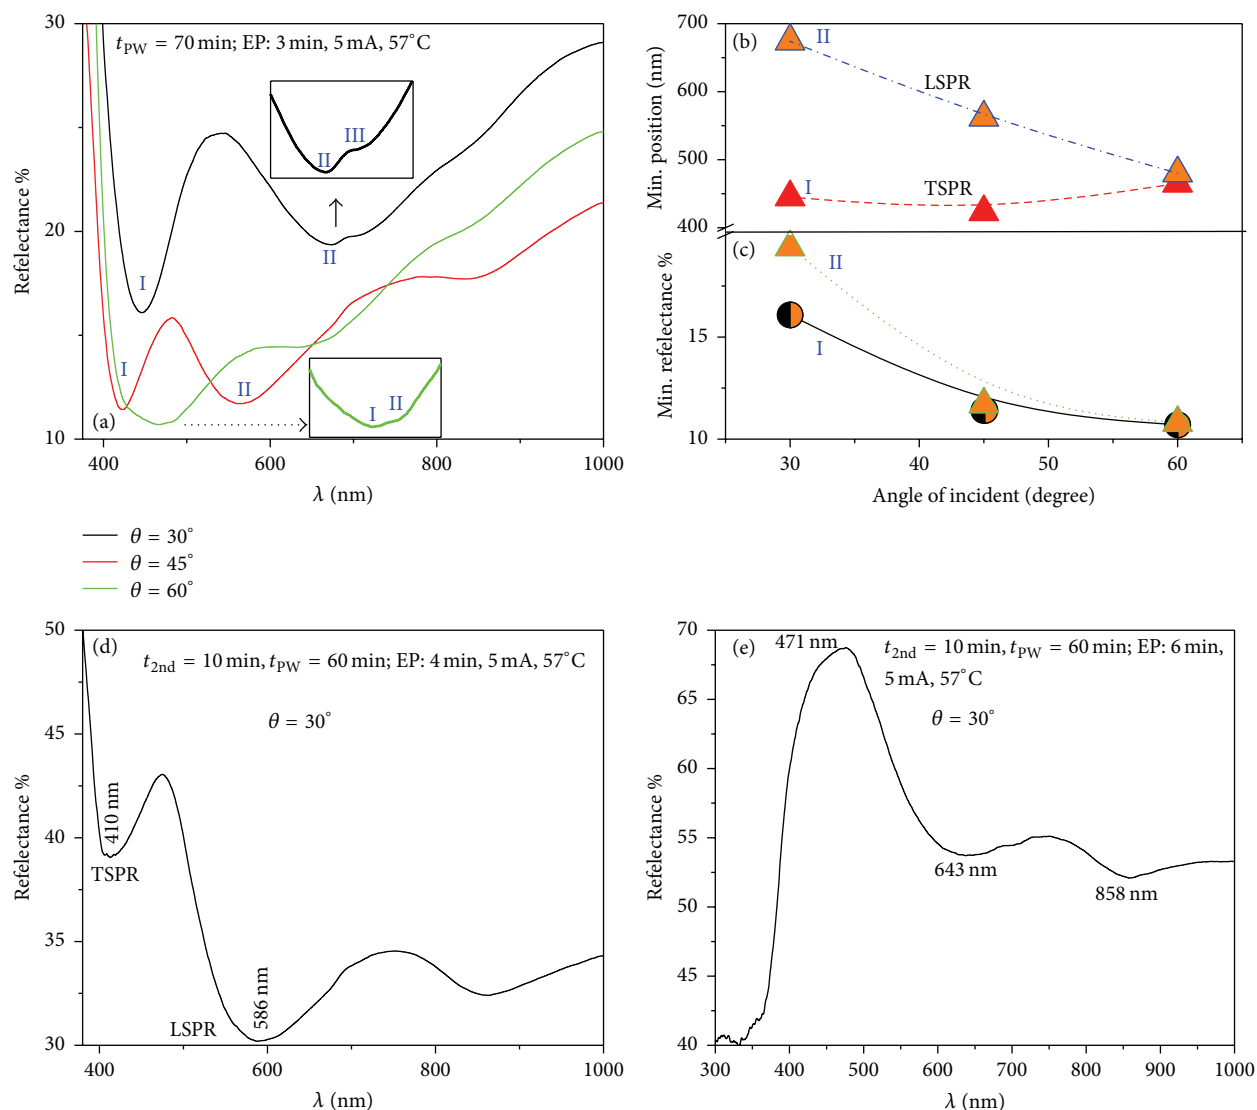 30
25
20
15
10
Refelectance %
t_PW = 70 min; EP: 3 min, 5 mA, 57°C
II
III
I
II
I
II
I
II
(a)
400
600
800
1000
λ (nm)
θ = 30°
θ = 45°
θ = 60°
700
600
500
400
Min. position (nm)
450
(b)
II
LSPR
I
TSPR
15
10
Min. refelectance %
(c)
II
I
30
40
50
60
Angle of incident (degree)
50
45
40
35
30
Refelectance %
(d)
t_2nd = 10 min, t_PW = 60 min; EP: 4 min, 5 mA, 57°C
θ = 30°
410 nm
TSPR
LSPR
586 nm
400
600
800
1000
λ (nm)
70
65
60
55
50
45
40
Refelectance %
(e)
471 nm
t_2nd = 10 min, t_PW = 60 min; EP: 6 min,
5 mA, 57°C
θ = 30°
643 nm
858 nm
300
400
500
600
700
800
900
1000
λ (nm)